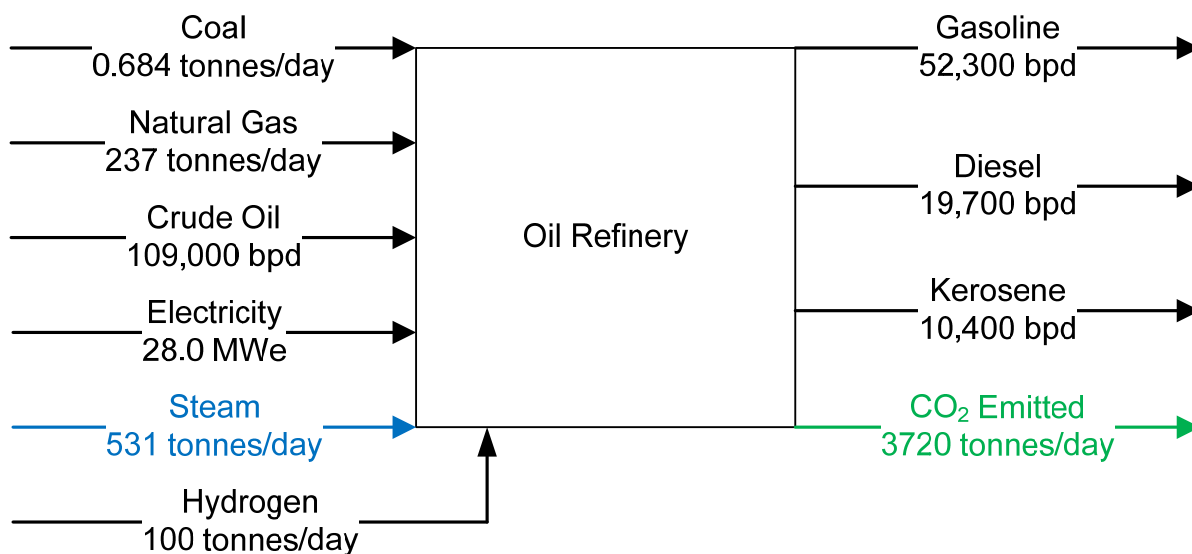 Coal
0.684 tonnes/day
Natural Gas
237 tonnes/day
Crude Oil
109,000 bpd
Electricity
28.0 MWe
Steam
531 tonnes/day
Hydrogen
100 tonnes/day
Oil Refinery
Gasoline
52,300 bpd
Diesel
19,700 bpd
Kerosene
10,400 bpd
CO₂ Emitted
3720 tonnes/day